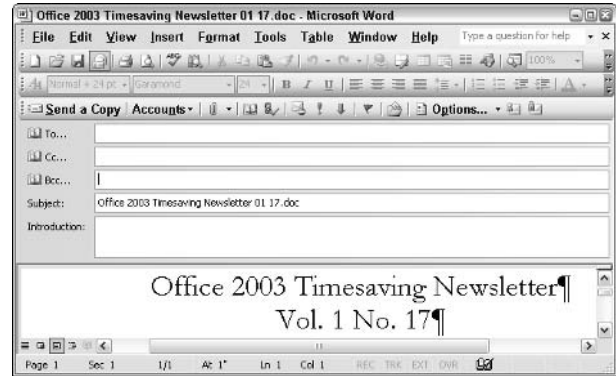 Office 2003 Timesaving Newsletter 01 17.doc - Microsoft Word
File Edit View Insert Format Tools Table Window Help Type a question for help
100%
Normal + 24 pt Garamond 24 B I U A
Send a Copy Accounts Options...
To...
Cc...
Bcc...
Subject: Office 2003 Timesaving Newsletter 01 17.doc
Introduction:
Office 2003 Timesaving Newsletter¶
Vol. 1 No. 17¶
Page 1 Sec 1 1/1 At 1" Ln 1 Col 1 REC TRK EXT OVR